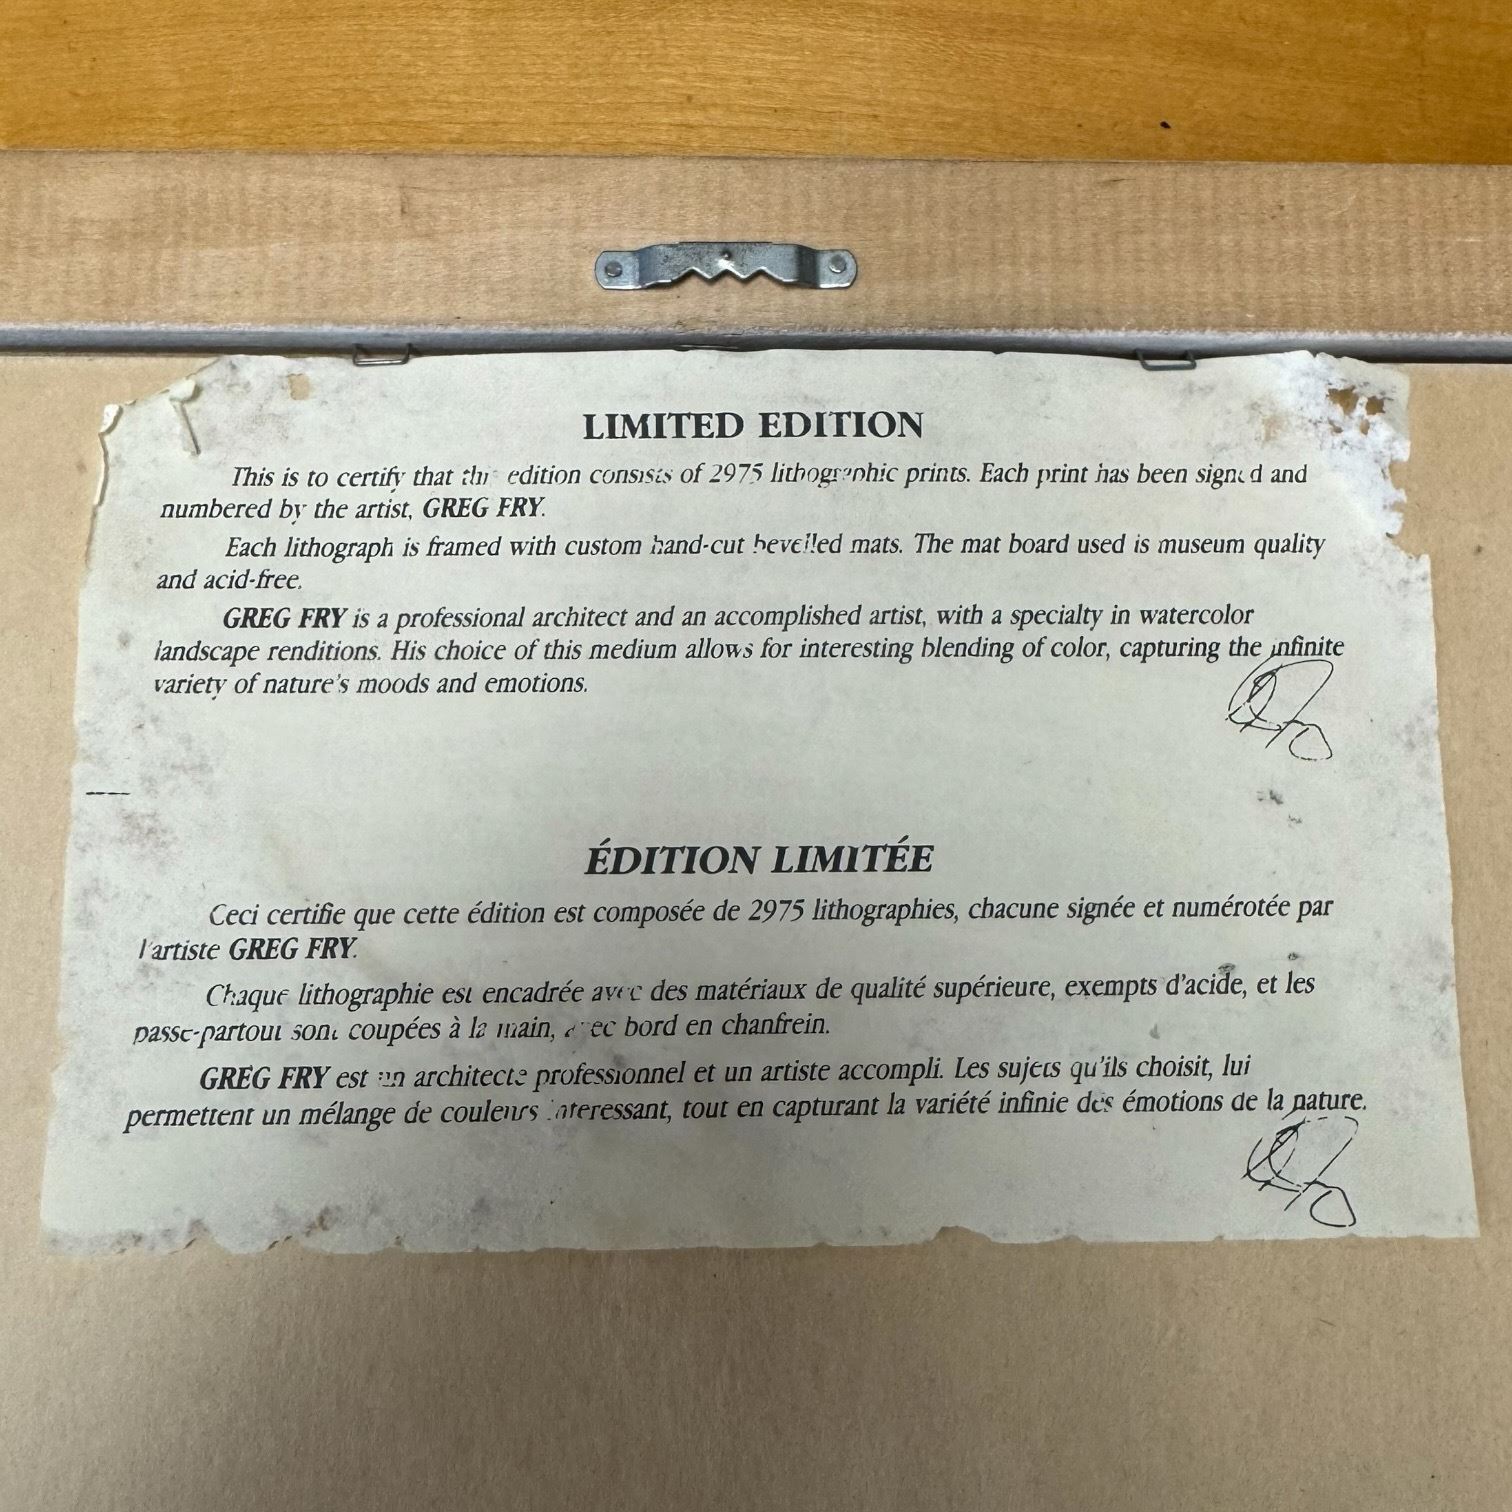 LIMITED EDITION
This is to certify that this edition consists of 2975 lithographic prints. Each print has been signed and
numbered by the artist, GREG FRY.
Each lithograph is framed with custom hand-cut bevelled mats. The mat board used is museum quality
and acid-free.
GREG FRY is a professional architect and an accomplished artist, with a specialty in watercolor
landscape renditions. His choice of this medium allows for interesting blending of color, capturing the infinite
variety of nature's moods and emotions.
ÉDITION LIMITÉE
Ceci certifie que cette édition est composée de 2975 lithographies, chacune signée et numérotée par
l'artiste GREG FRY.
Chaque lithographie est encadrée avec des matériaux de qualité supérieure, exempts d'acide, et les
passe-partout sont coupées à la main, avec bord en chanfrein.
GREG FRY est un architecte professionnel et un artiste accompli. Les sujets qu'ils choisit, lui
permettent un mélange de couleurs interessant, tout en capturant la variété infinie des émotions de la nature.